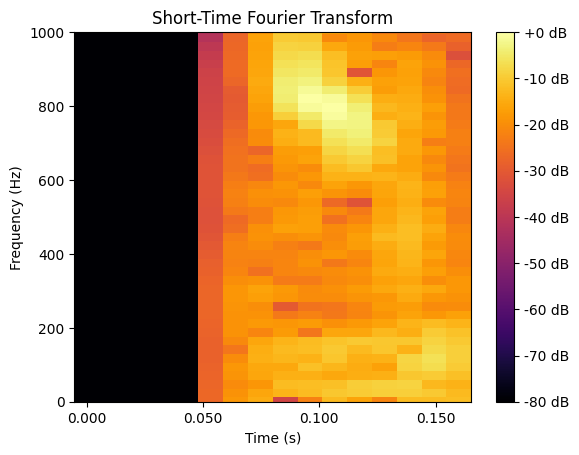 Short-Time Fourier Transform
1000
800
600
400
200
0
Frequency (Hz)
0.000
0.050
0.100
0.150
Time (s)
+0 dB
-10 dB
-20 dB
-30 dB
-40 dB
-50 dB
-60 dB
-70 dB
-80 dB